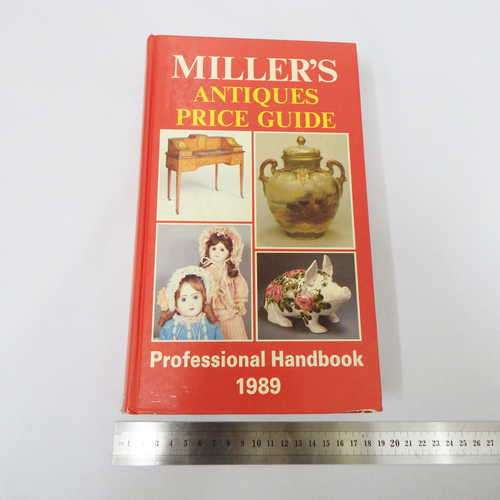 MILLER'S
ANTIQUES
PRICE GUIDE
Professional Handbook
1989
1 2 3 4 5 6 7 8 9 10 11 12 13 14 15 16 17 18 19 20 21 22 23 24 25 26 27